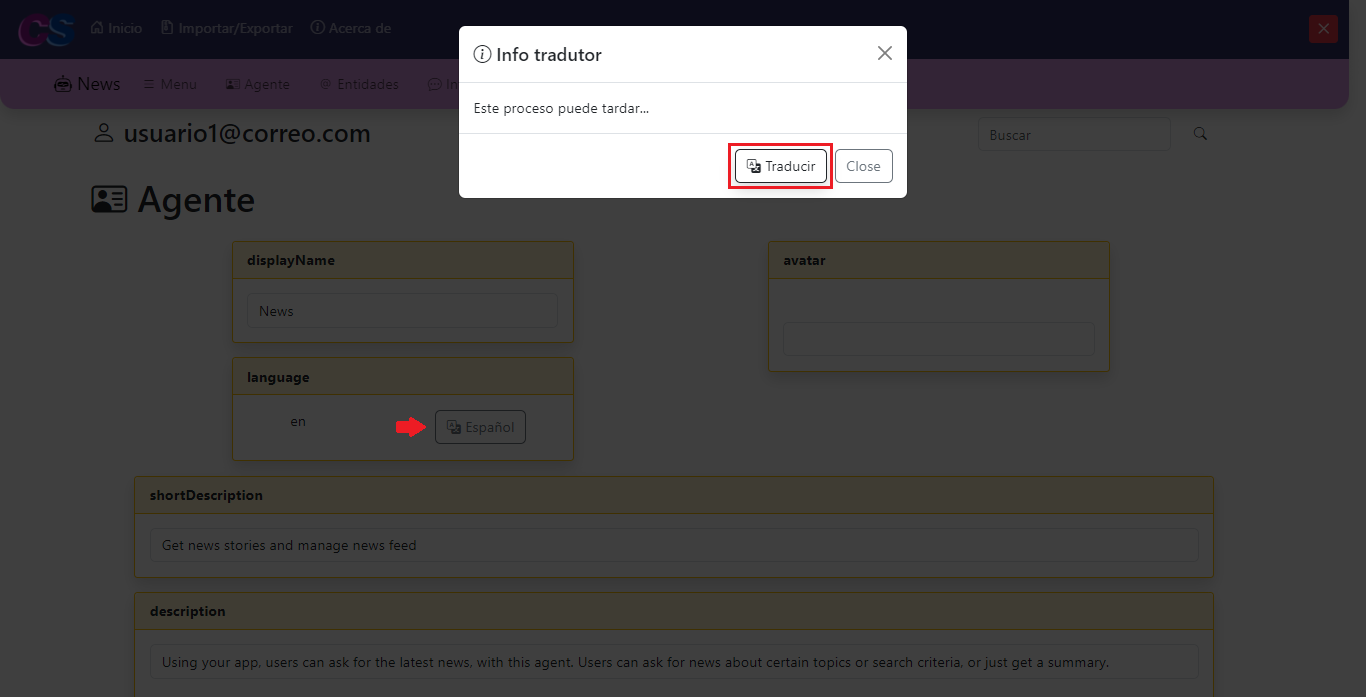 CS Inicio Importar/Exportar Acerca de
Info tradutor
News Menu Agente Entidades
Este proceso puede tardar...
usuario1@correo.com
Buscar
Traducir Close
Agente
displayName
News
avatar
language
en Español
shortDescription
Get news stories and manage news feed
description
Using your app, users can ask for the latest news, with this agent. Users can ask for news about certain topics or search criteria, or just get a summary.